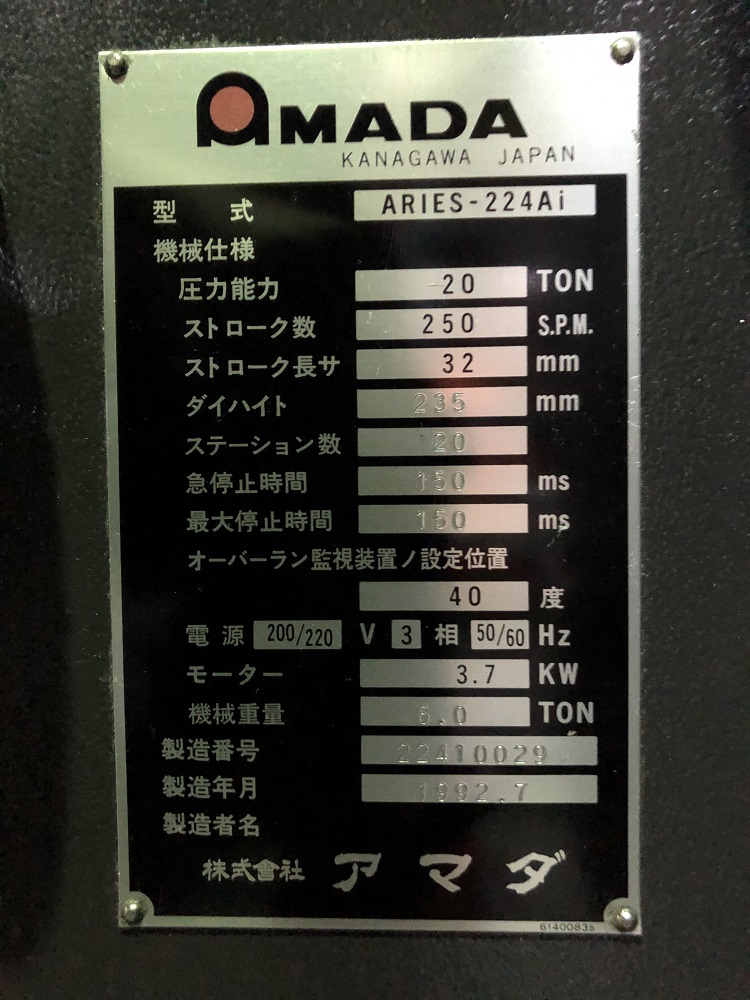 AMADA
KANAGAWA JAPAN
型 式 ARIES-224Ai
機械仕様
圧力能力 20 TON
ストローク数 250 S.P.M.
ストローク長サ 32 mm
ダイハイト 235 mm
ステーション数 20
急停止時間 150 ms
最大停止時間 150 ms
オーバーラン監視装置ノ設定位置
40 度
電源 200/220 V 3 相 50/60 Hz
モーター 3.7 KW
機械重量 6.0 TON
製造番号 22410029
製造年月 1992.7
製造者名
株式會社 アマダ